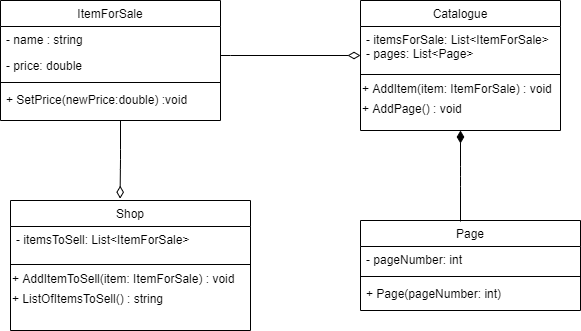 ItemForSale
- name : string
- price: double
+ SetPrice(newPrice:double) :void
Catalogue
- itemsForSale: List<ItemForSale>
- pages: List<Page>
+ AddItem(item: ItemForSale) : void
+ AddPage() : void
Shop
- itemsToSell: List<ItemForSale>
+ AddItemToSell(item: ItemForSale) : void
+ ListOfItemsToSell() : string
Page
- pageNumber: int
+ Page(pageNumber: int)